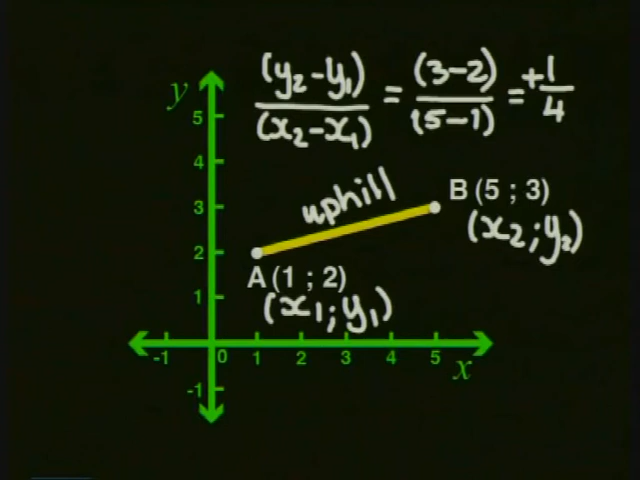 (y₂-y₁)/(x₂-x₁) = (3-2)/(5-1) = +1/4
y
5
4
uphill
B (5 ; 3)
3
(x₂;y₂)
2
A (1 ; 2)
1
(x₁;y₁)
-1 0 1 2 3 4 5
x
-1